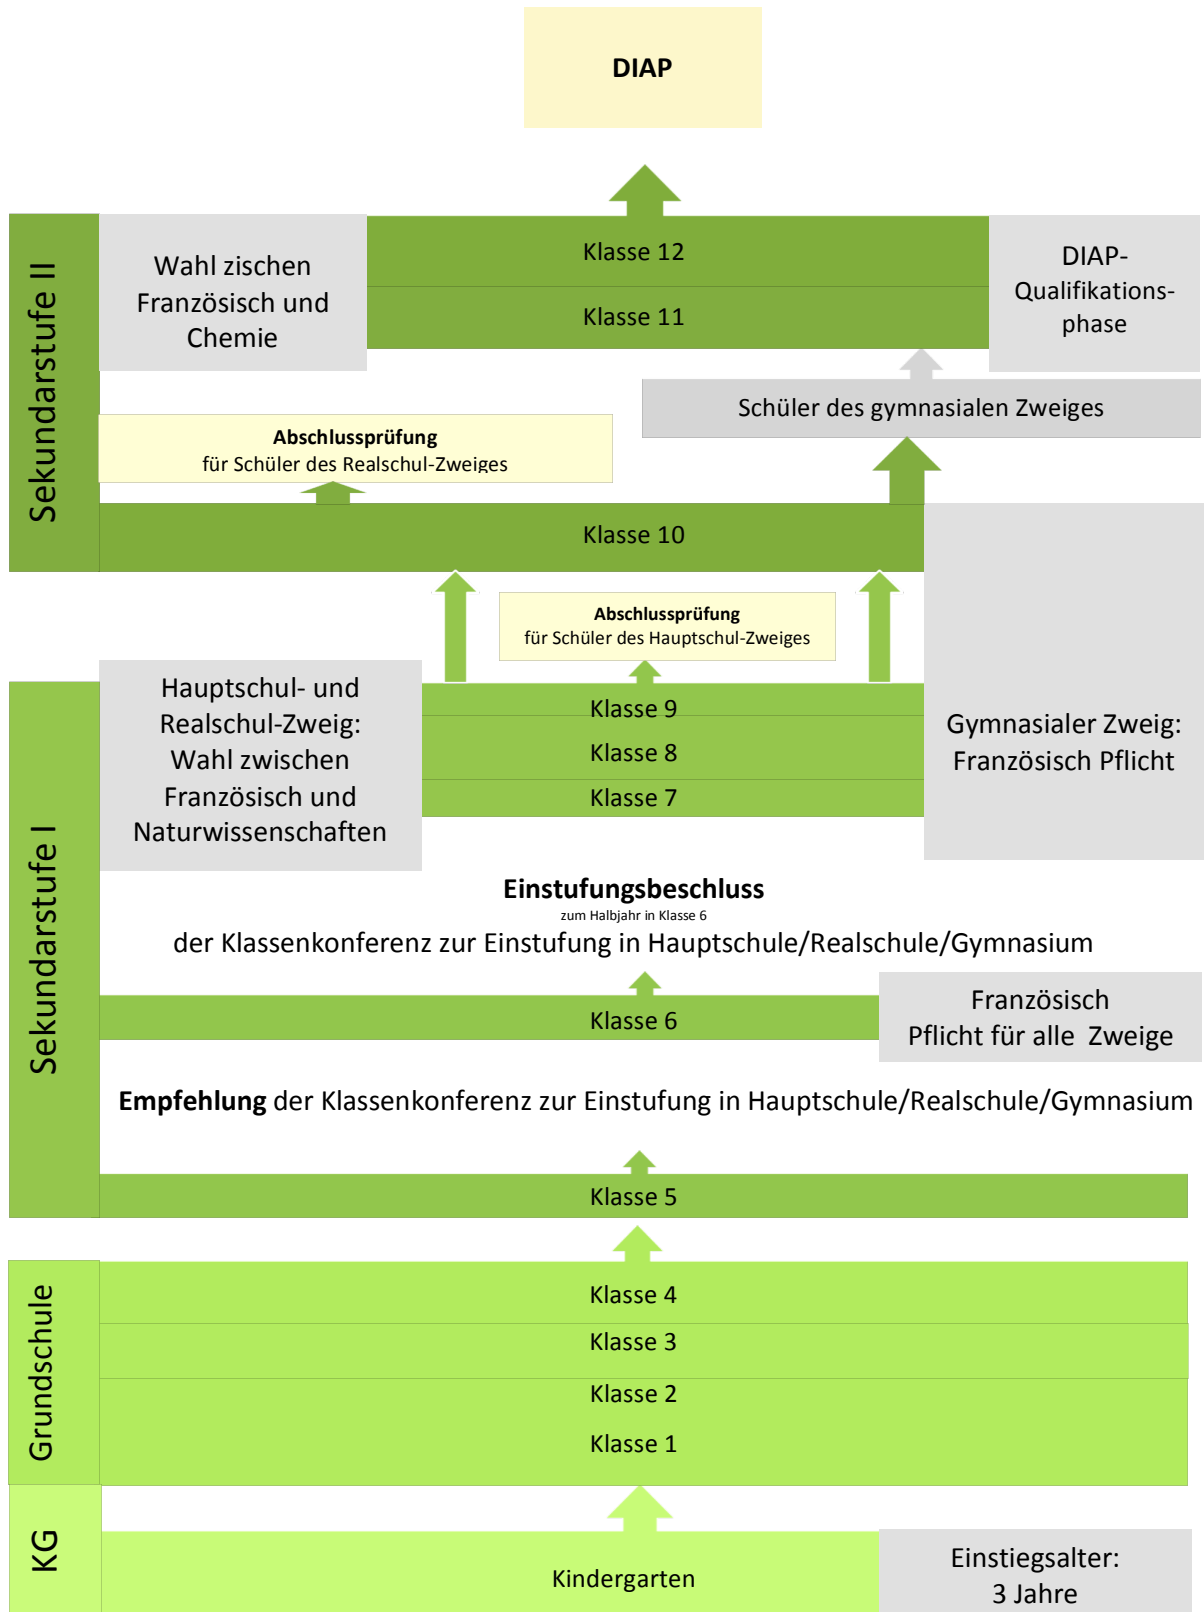 DIAP
Sekundarstufe II
Wahl zischen
Französisch und
Chemie
Klasse 12
Klasse 11
DIAP-
Qualifikations-
phase
Schüler des gymnasialen Zweiges
Abschlussprüfung
für Schüler des Realschul-Zweiges
Klasse 10
Abschlussprüfung
für Schüler des Hauptschul-Zweiges
Sekundarstufe I
Hauptschul- und
Realschul-Zweig:
Wahl zwischen
Französisch und
Naturwissenschaften
Klasse 9
Klasse 8
Klasse 7
Gymnasialer Zweig:
Französisch Pflicht
Einstufungsbeschluss
zum Halbjahr in Klasse 6
der Klassenkonferenz zur Einstufung in Hauptschule/Realschule/Gymnasium
Klasse 6
Französisch
Pflicht für alle Zweige
Empfehlung der Klassenkonferenz zur Einstufung in Hauptschule/Realschule/Gymnasium
Klasse 5
Grundschule
Klasse 4
Klasse 3
Klasse 2
Klasse 1
KG
Kindergarten
Einstiegsalter:
3 Jahre